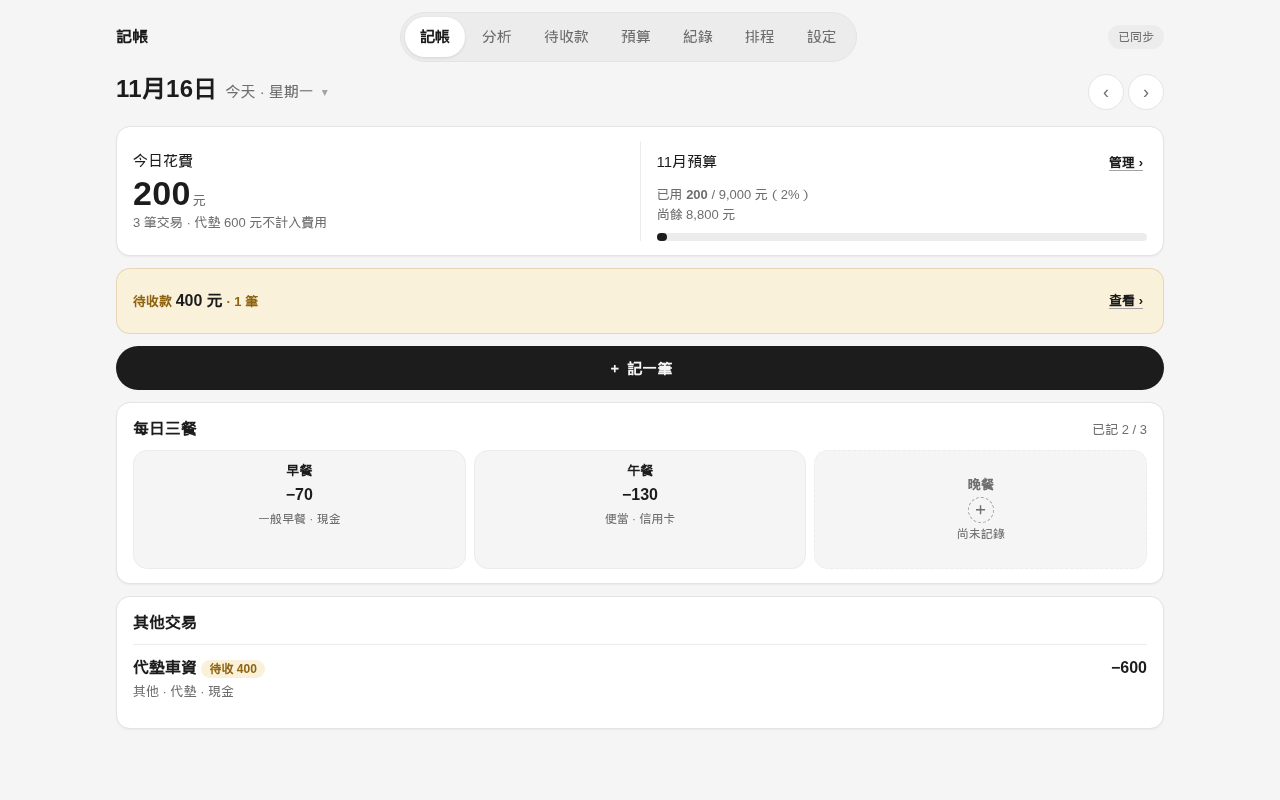 記帳
記帳 分析 待收款 預算 紀錄 排程 設定
已同步
11月16日 今天 · 星期一 ▾
‹ ›
今日花費
200 元
3 筆交易 · 代墊 600 元不計入費用
11月預算
管理 ›
已用 200 / 9,000 元 ( 2% )
尚餘 8,800 元
待收款 400 元 · 1 筆
查看 ›
+ 記一筆
每日三餐
已記 2 / 3
早餐
−70
一般早餐 · 現金
午餐
−130
便當 · 信用卡
晚餐
+
尚未記錄
其他交易
代墊車資 待收 400
−600
其他 · 代墊 · 現金